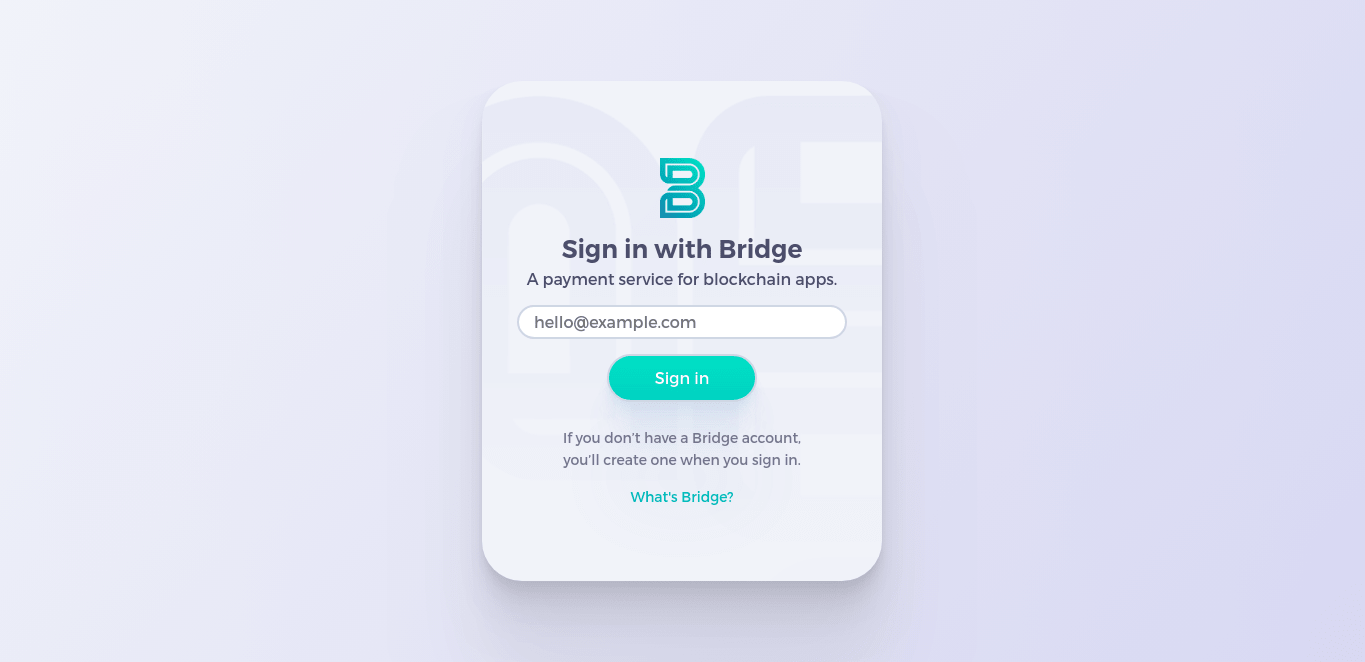 Sign in with Bridge
A payment service for blockchain apps.
hello@example.com
Sign in
If you don't have a Bridge account,
you'll create one when you sign in.
What's Bridge?